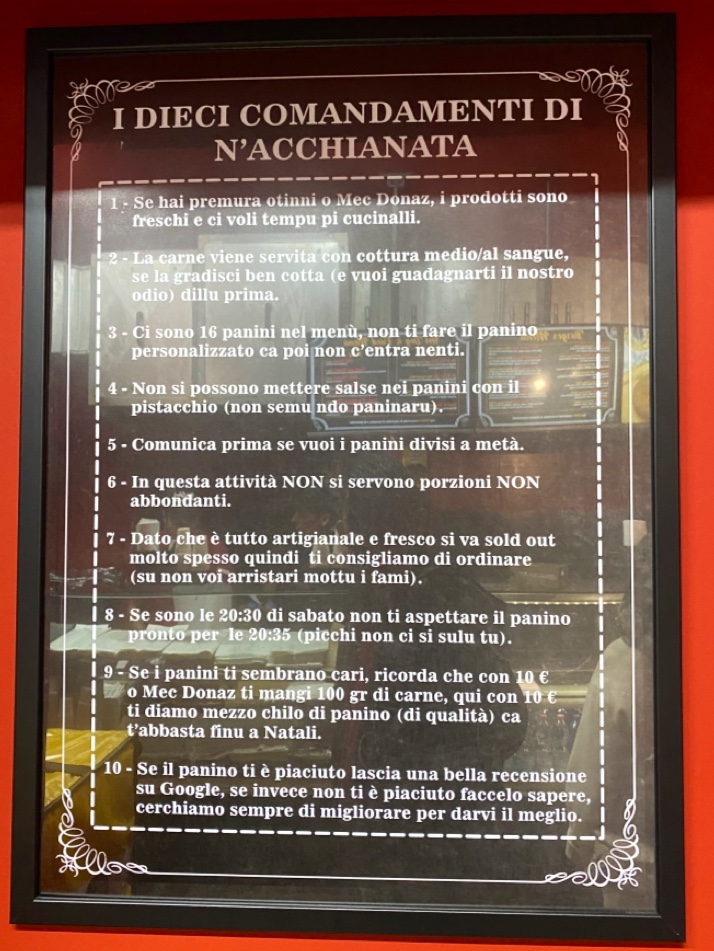 I DIECI COMANDAMENTI DI
N'ACCHIANATA
1 - Se hai premura otinni o Mec Donaz, i prodotti sono
freschi e ci voli tempu pi cucinalli.
2 - La carne viene servita con cottura medio/al sangue,
se la gradisci ben cotta (e vuoi guadagnarti il nostro
odio) dillu prima.
3 - Ci sono 16 panini nel menù, non ti fare il panino
personalizzato ca poi non c'entra nenti.
4 - Non si possono mettere salse nei panini con il
pistacchio (non semu ndo paninaru).
5 - Comunica prima se vuoi i panini divisi a metà.
6 - In questa attività NON si servono porzioni NON
abbondanti.
7 - Dato che è tutto artigianale e fresco si va sold out
molto spesso quindi ti consigliamo di ordinare
(su non voi arristari mottu i fami).
8 - Se sono le 20:30 di sabato non ti aspettare il panino
pronto per le 20:35 (picchi non ci si sulu tu).
9 - Se i panini ti sembrano cari, ricorda che con 10 €
o Mec Donaz ti mangi 100 gr di carne, qui con 10 €
ti diamo mezzo chilo di panino (di qualità) ca
t'abbasta finu a Natali.
10 - Se il panino ti è piaciuto lascia una bella recensione
su Google, se invece non ti è piaciuto faccelo sapere,
cerchiamo sempre di migliorare per darvi il meglio.